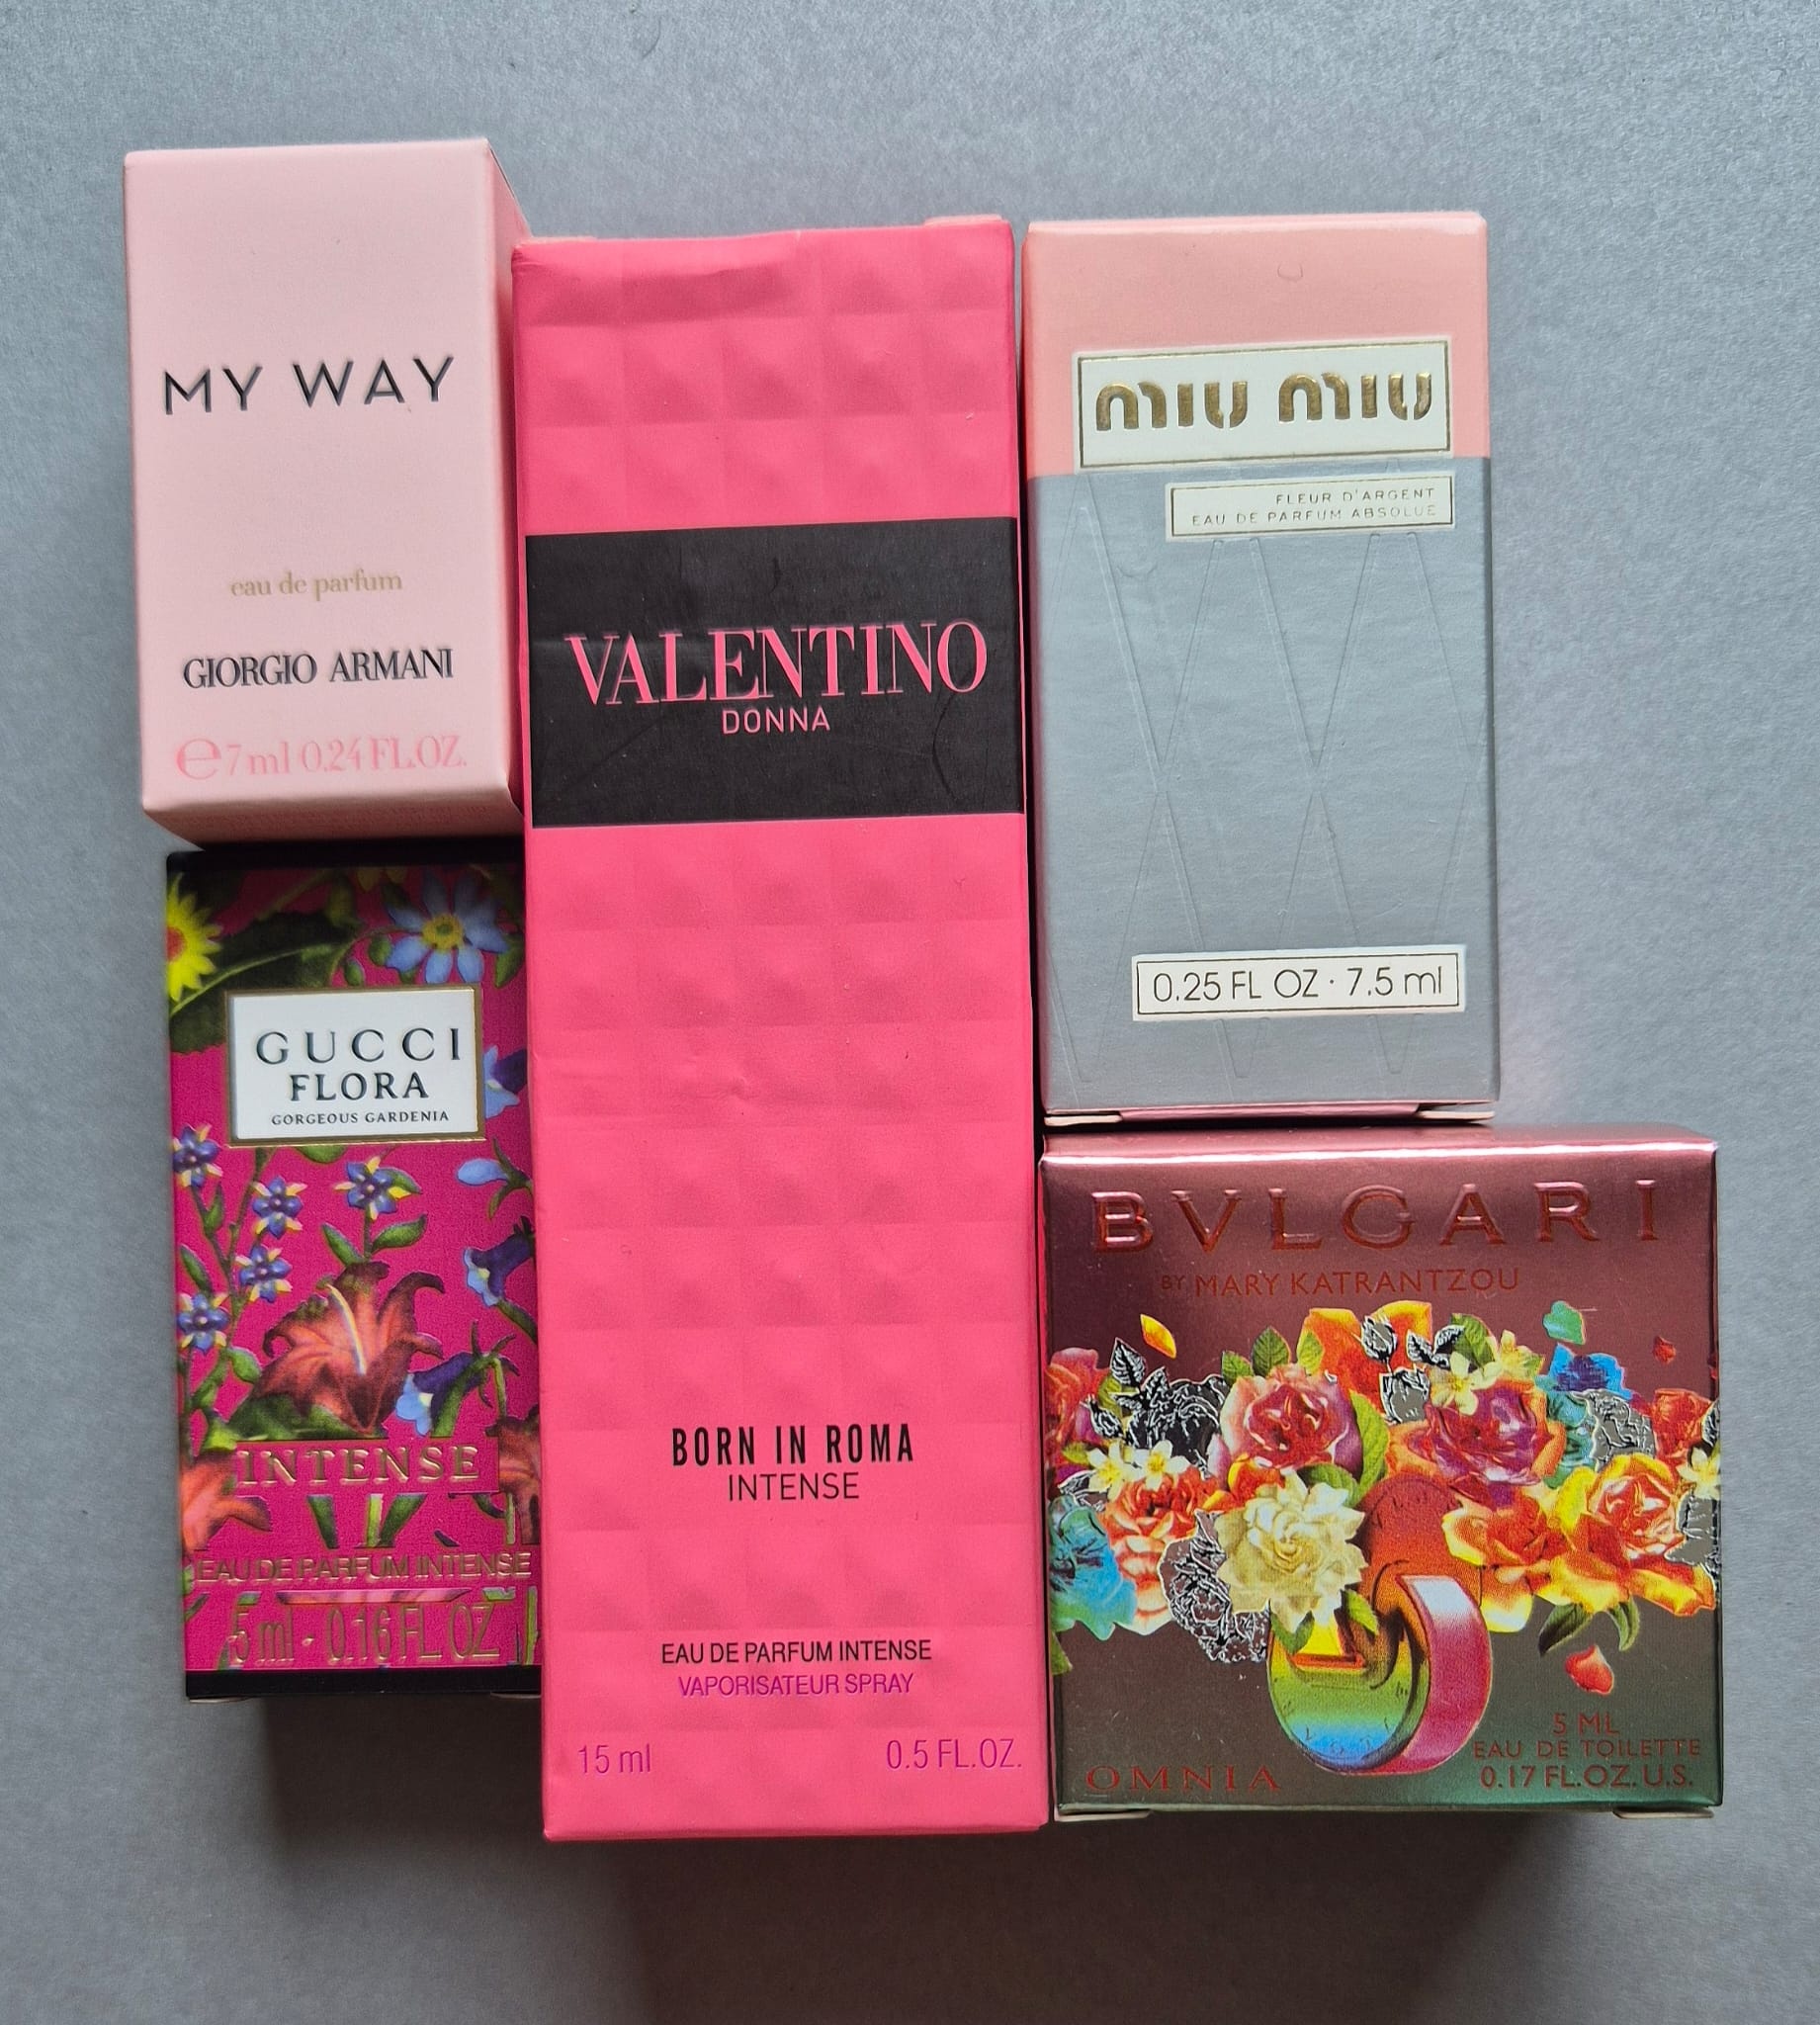 MY WAY
eau de parfum
GIORGIO ARMANI
℮7 ml 0.24 FL.OZ.
GUCCI
FLORA
GORGEOUS GARDENIA
INTENSE
EAU DE PARFUM INTENSE
5 ml - 0.16 FL OZ
VALENTINO
DONNA
BORN IN ROMA
INTENSE
EAU DE PARFUM INTENSE
VAPORISATEUR SPRAY
15 ml 0.5 FL.OZ.
miu miu
FLEUR D'ARGENT
EAU DE PARFUM ABSOLUE
0.25 FL OZ · 7.5 ml
BVLGARI
BY MARY KATRANTZOU
5 ML
EAU DE TOILETTE
0.17 FL.OZ.U.S.
OMNIA